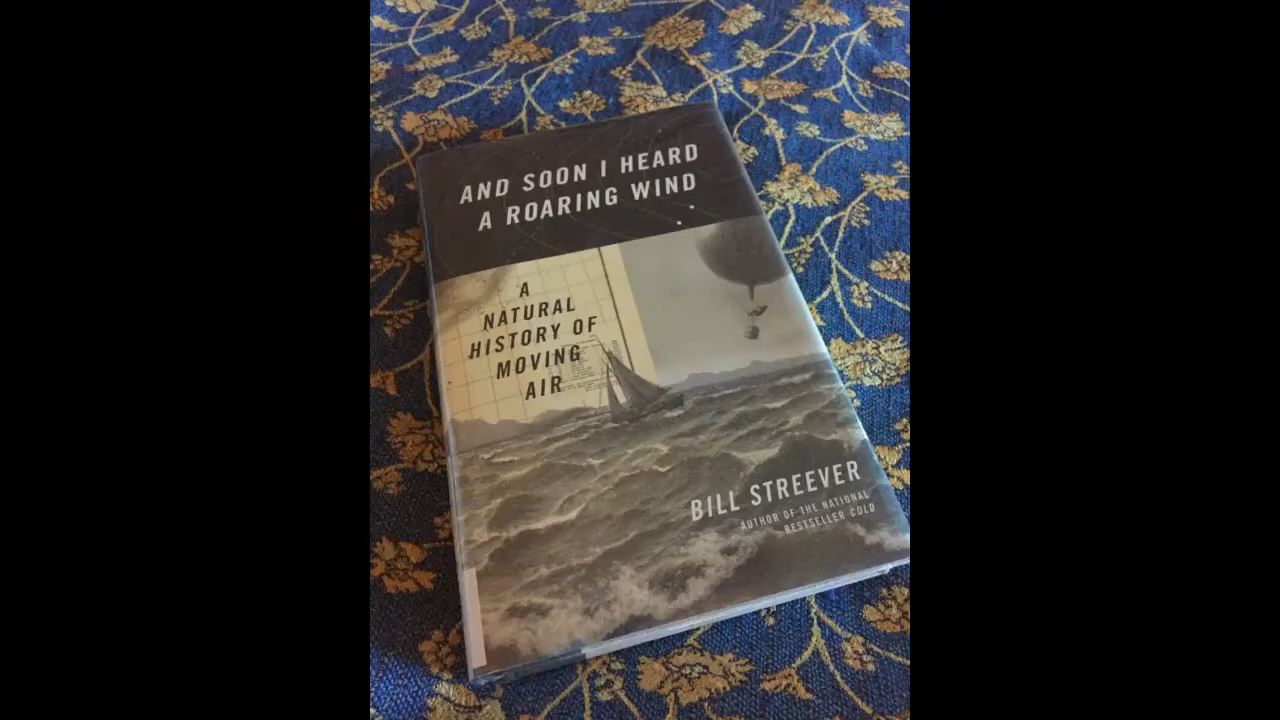 AND SOON I HEARD
A ROARING WIND
A
NATURAL
HISTORY OF
MOVING
AIR
BILL STREEVER
AUTHOR OF THE NATIONAL
BESTSELLER COLD